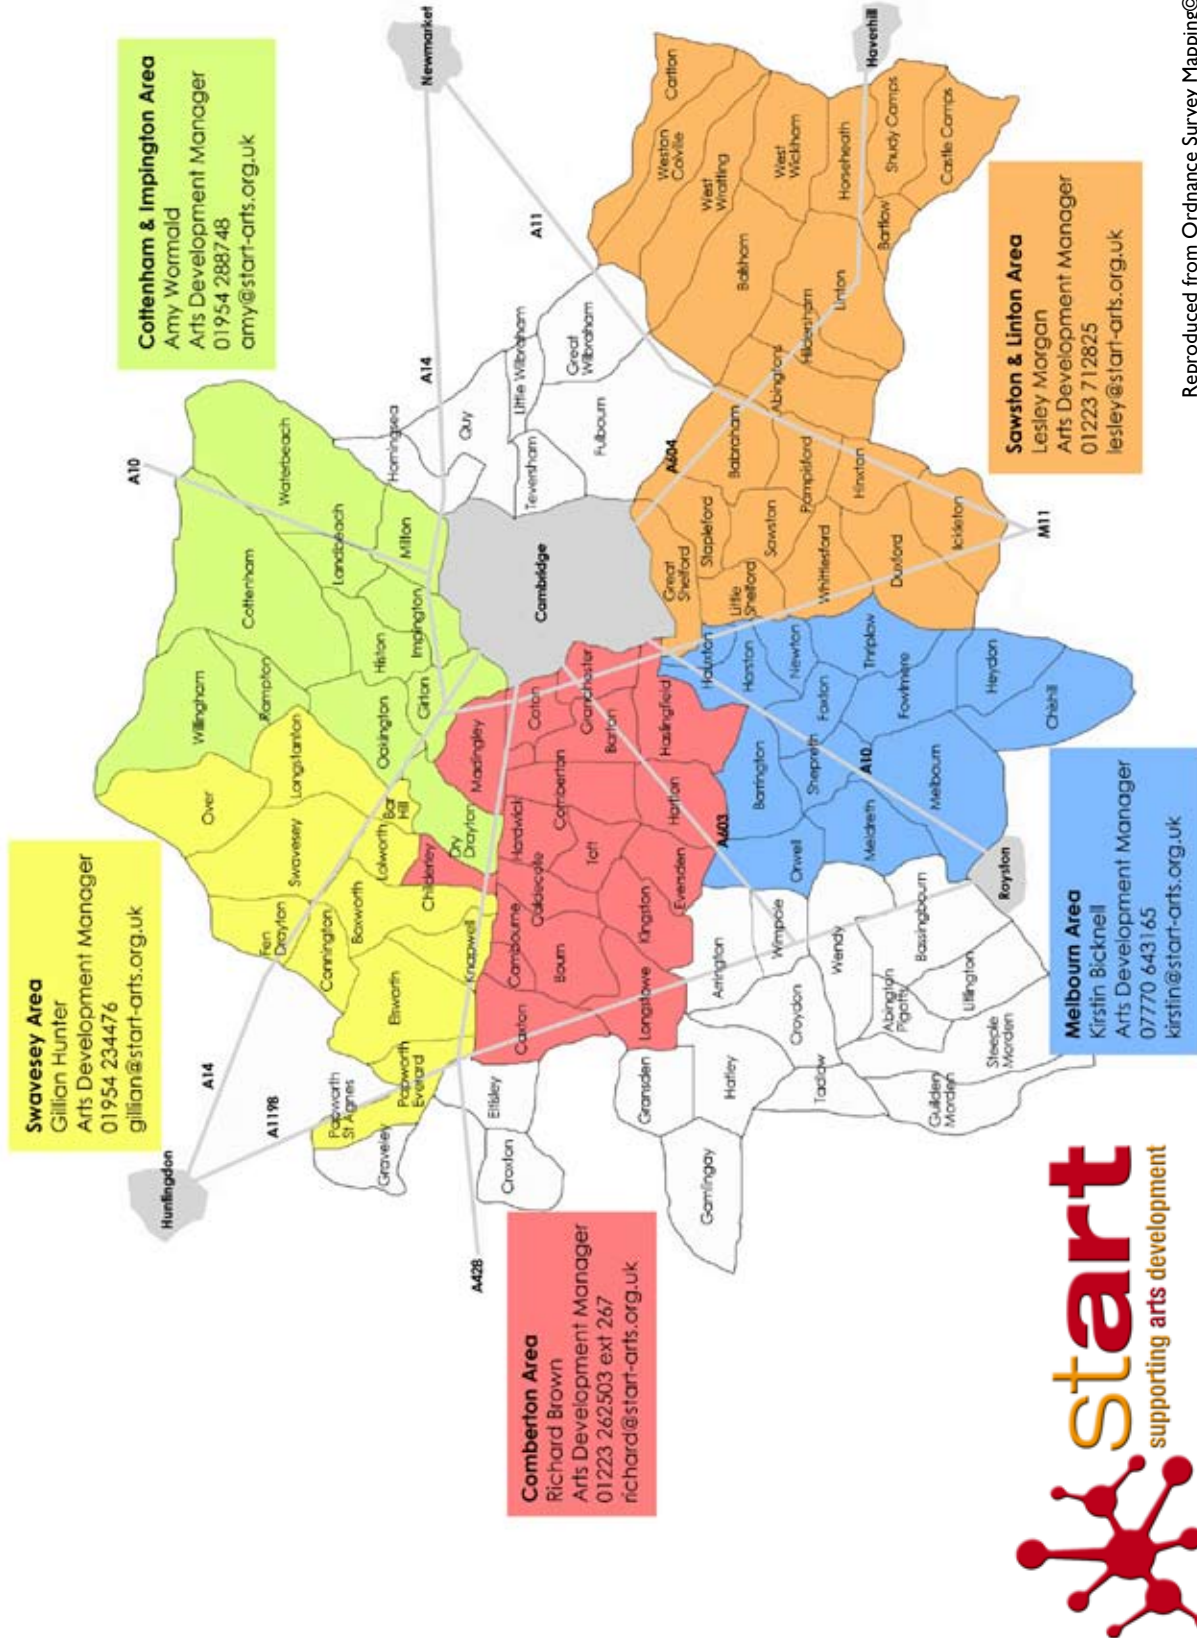 Swavesey Area
Gillian Hunter
Arts Development Manager
01954 234476
gillian@start-arts.org.uk
Cottenham & Impington Area
Amy Wormald
Arts Development Manager
01954 288748
amy@start-arts.org.uk
Comberton Area
Richard Brown
Arts Development Manager
01223 262503 ext 267
richard@start-arts.org.uk
Melbourn Area
Kirstin Bicknell
Arts Development Manager
07770 643165
kirstin@start-arts.org.uk
Sawston & Linton Area
Lesley Morgan
Arts Development Manager
01223 712825
lesley@start-arts.org.uk
Huntingdon
A14
A1198
A10
Newmarket
A14
A11
A428
A604
A603
A10
M11
Haverhill
Royston
Cambridge
Over
Willingham
Cottenham
Waterbeach
Rampton
Longstanton
Landbeach
Swavesey
Fen
Drayton
Histon
Milton
Horningsea
Connington
Boxworth
Lolworth
Bar
Hill
Oakington
Impington
Girton
Papworth
St Agnes
Graveley
Papworth
Everard
Elsworth
Knapwell
Childerley
Dry
Drayton
Madingley
Quy
Little Wilbraham
Great
Wilbraham
Teversham
Fulbourn
Eltisley
Croxton
Caxton
Cambourne
Caldecote
Hardwick
Coton
Bourn
Comberton
Grantchester
Barton
Toft
Longstowe
Kingston
Eversden
Harlton
Haslingfield
Gransden
Gamlingay
Hatley
Arrington
Wimpole
Orwell
Barrington
Hauxton
Harston
Newton
Croydon
Tadlow
Wendy
Shepreth
Foxton
Thriplow
Meldreth
Melbourn
Fowlmere
Heydon
Chishill
Abington
Pigotts
Bassingbourn
Litlington
Steeple
Morden
Guilden
Morden
Great
Shelford
Stapleford
Little
Shelford
Sawston
Babraham
Pampisford
Whittlesford
Hinxton
Duxford
Ickleton
Abingtons
Hildersham
Linton
Balsham
Weston
Colville
Carlton
West
Wratting
West
Wickham
Horseheath
Shudy Camps
Castle Camps
Bartlow
start
supporting arts development
Reproduced from Ordnance Survey Mapping©